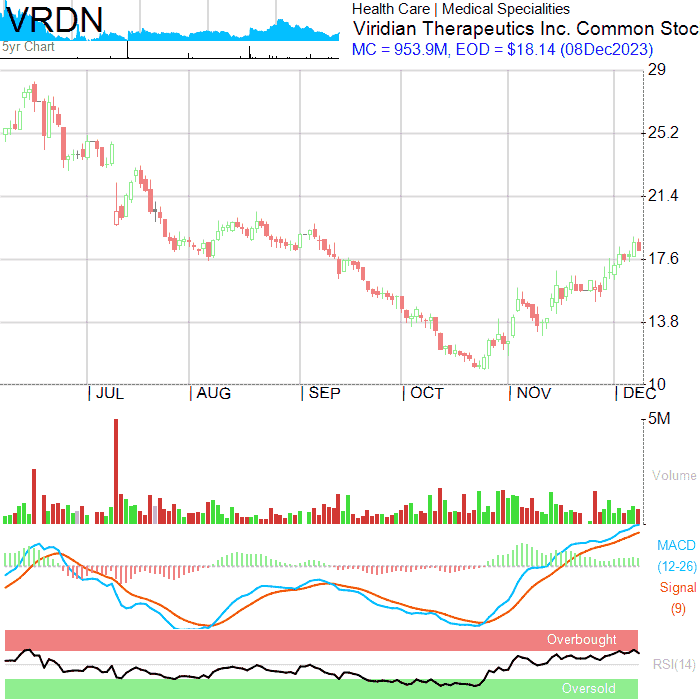 VRDN
5yr Chart
Health Care | Medical Specialities
Viridian Therapeutics Inc. Common Stoc
MC = 953.9M, EOD = $18.14 (08Dec2023)
29
25.2
21.4
17.6
13.8
10
JUL AUG SEP OCT NOV DEC
5M
Volume
MACD
(12-26)
Signal
(9)
Overbought
RSI(14)
Oversold